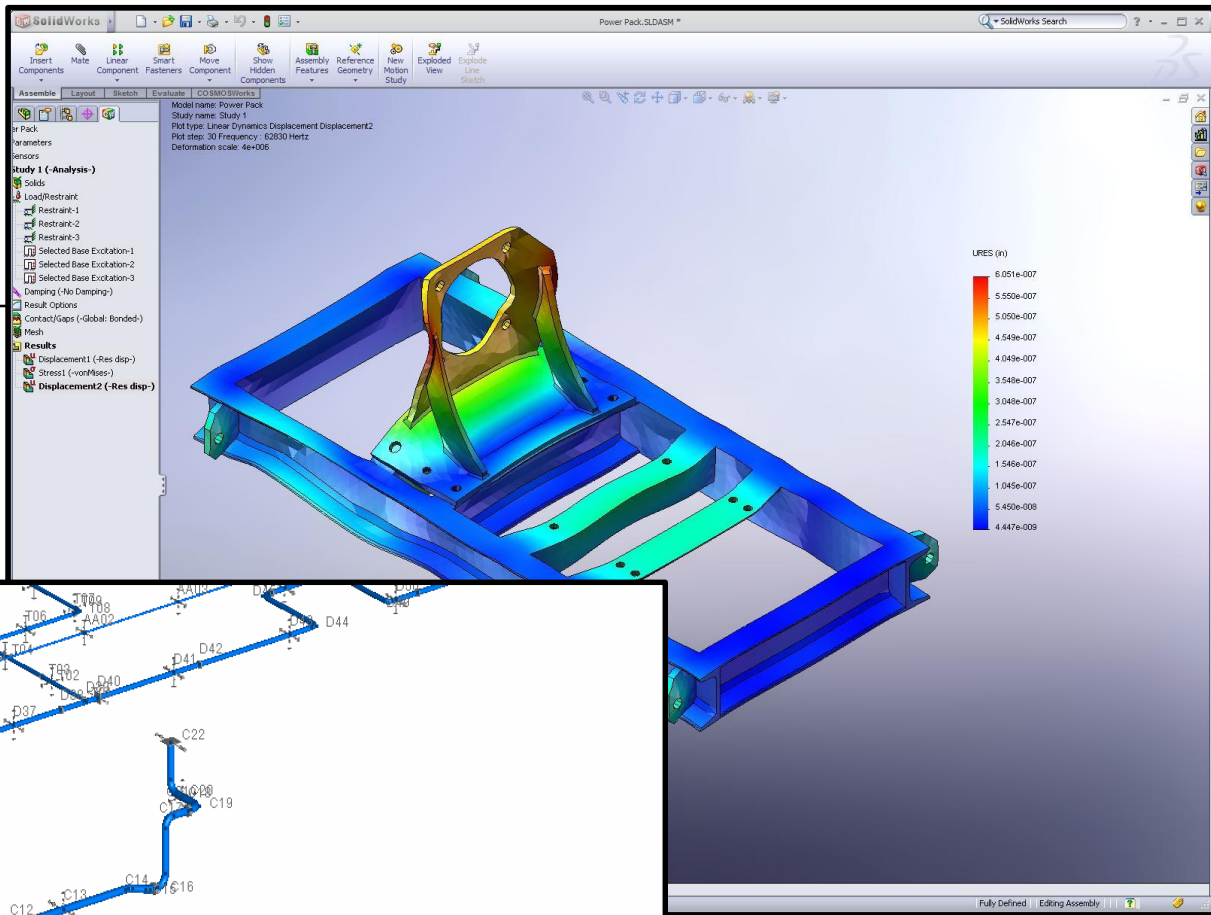 SolidWorks
Power Pack.SLDASM *
SolidWorks Search
Insert Components
Mate
Linear Component
Smart Fasteners
Move Component
Show Hidden Components
Assembly Features
Reference Geometry
New Motion Study
Exploded View
Explode Line Sketch
Assemble Layout Sketch Evaluate COSMOSWorks
Model name: Power Pack
Study name: Study 1
Plot type: Linear Dynamics Displacement Displacement2
Plot step: 30 Frequency : 62830 Hertz
Deformation scale: 4e+006
er Pack
Parameters
Sensors
Study 1 (-Analysis-)
Solids
Load/Restraint
Restraint-1
Restraint-2
Restraint-3
Selected Base Excitation-1
Selected Base Excitation-2
Selected Base Excitation-3
Damping (-No Damping-)
Result Options
Contact/Gaps (-Global: Bonded-)
Mesh
Results
Displacement1 (-Res disp-)
Stress1 (-vonMises-)
Displacement2 (-Res disp-)
URES (in)
6.051e-007
5.550e-007
5.050e-007
4.549e-007
4.049e-007
3.548e-007
3.048e-007
2.547e-007
2.046e-007
1.546e-007
1.045e-007
5.450e-008
4.447e-009
T08
T06
AA02
AA03
T04
T03
T02
D44
D42
D41
D40
D37
C22
C19
C14
C16
C13
C12
Fully Defined
Editing Assembly